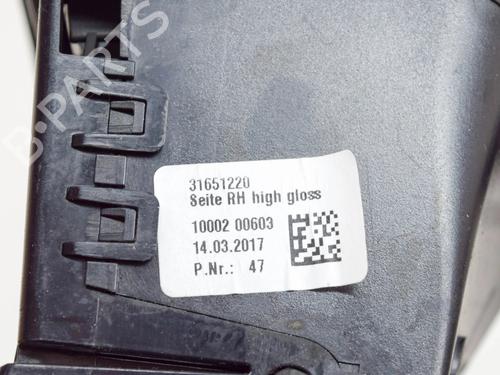 B-PARTS
31651220
Seite RH high gloss
10002 00603
14.03.2017
P.Nr.: 47